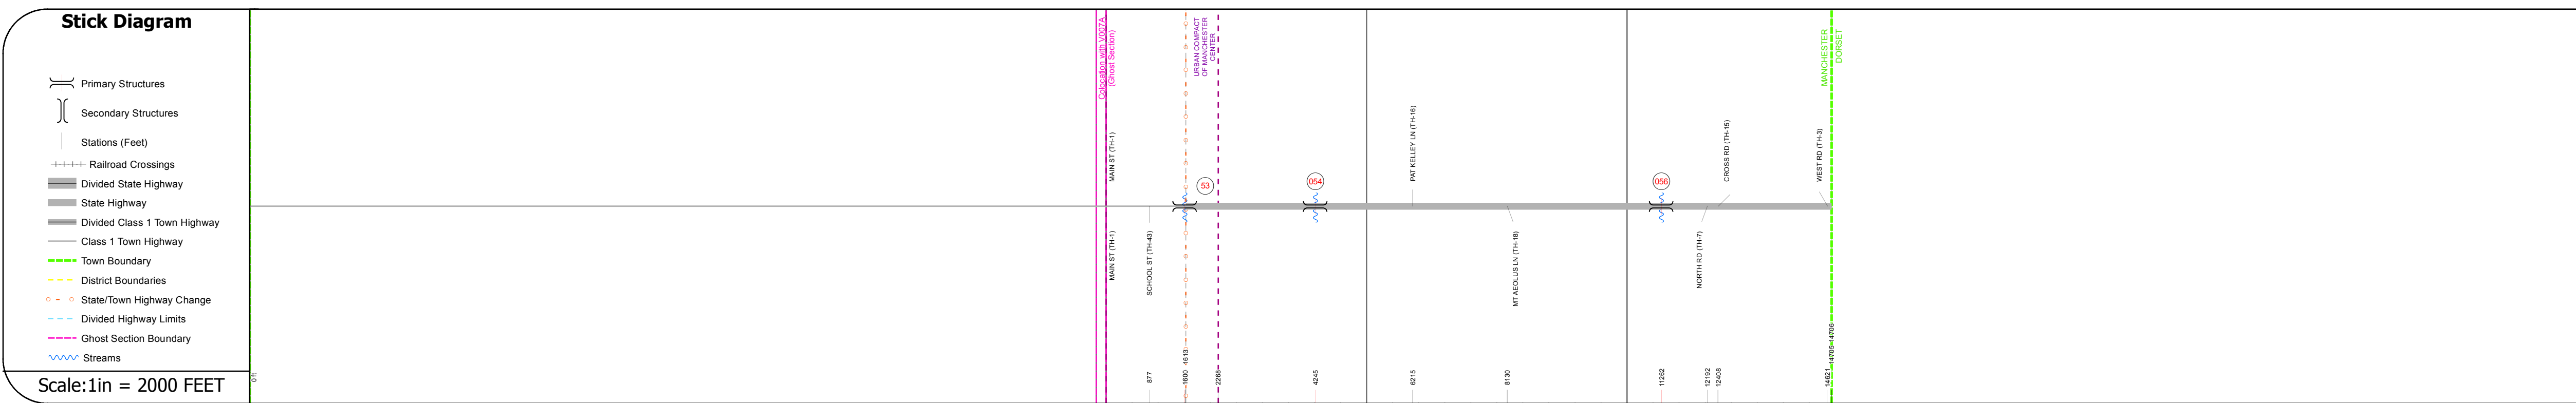 Stick Diagram
Primary Structures
Secondary Structures
Stations (Feet)
Railroad Crossings
Divided State Highway
State Highway
Divided Class 1 Town Highway
Class 1 Town Highway
Town Boundary
District Boundaries
State/Town Highway Change
Divided Highway Limits
Ghost Section Boundary
Streams
Scale:1in = 2000 FEET
0 ft
Colocation with V007A
(Ghost Section)
MAIN ST (TH-1)
MAIN ST (TH-1)
SCHOOL ST (TH-43)
877
1600
1613
53
URBAN COMPACT
OF MANCHESTER
CENTER
2268
054
4245
PAT KELLEY LN (TH-16)
6215
MT AEOLUS LN (TH-18)
8130
056
11262
NORTH RD (TH-7)
12192
CROSS RD (TH-15)
12408
WEST RD (TH-3)
14621
MANCHESTER
DORSET
14705
14706